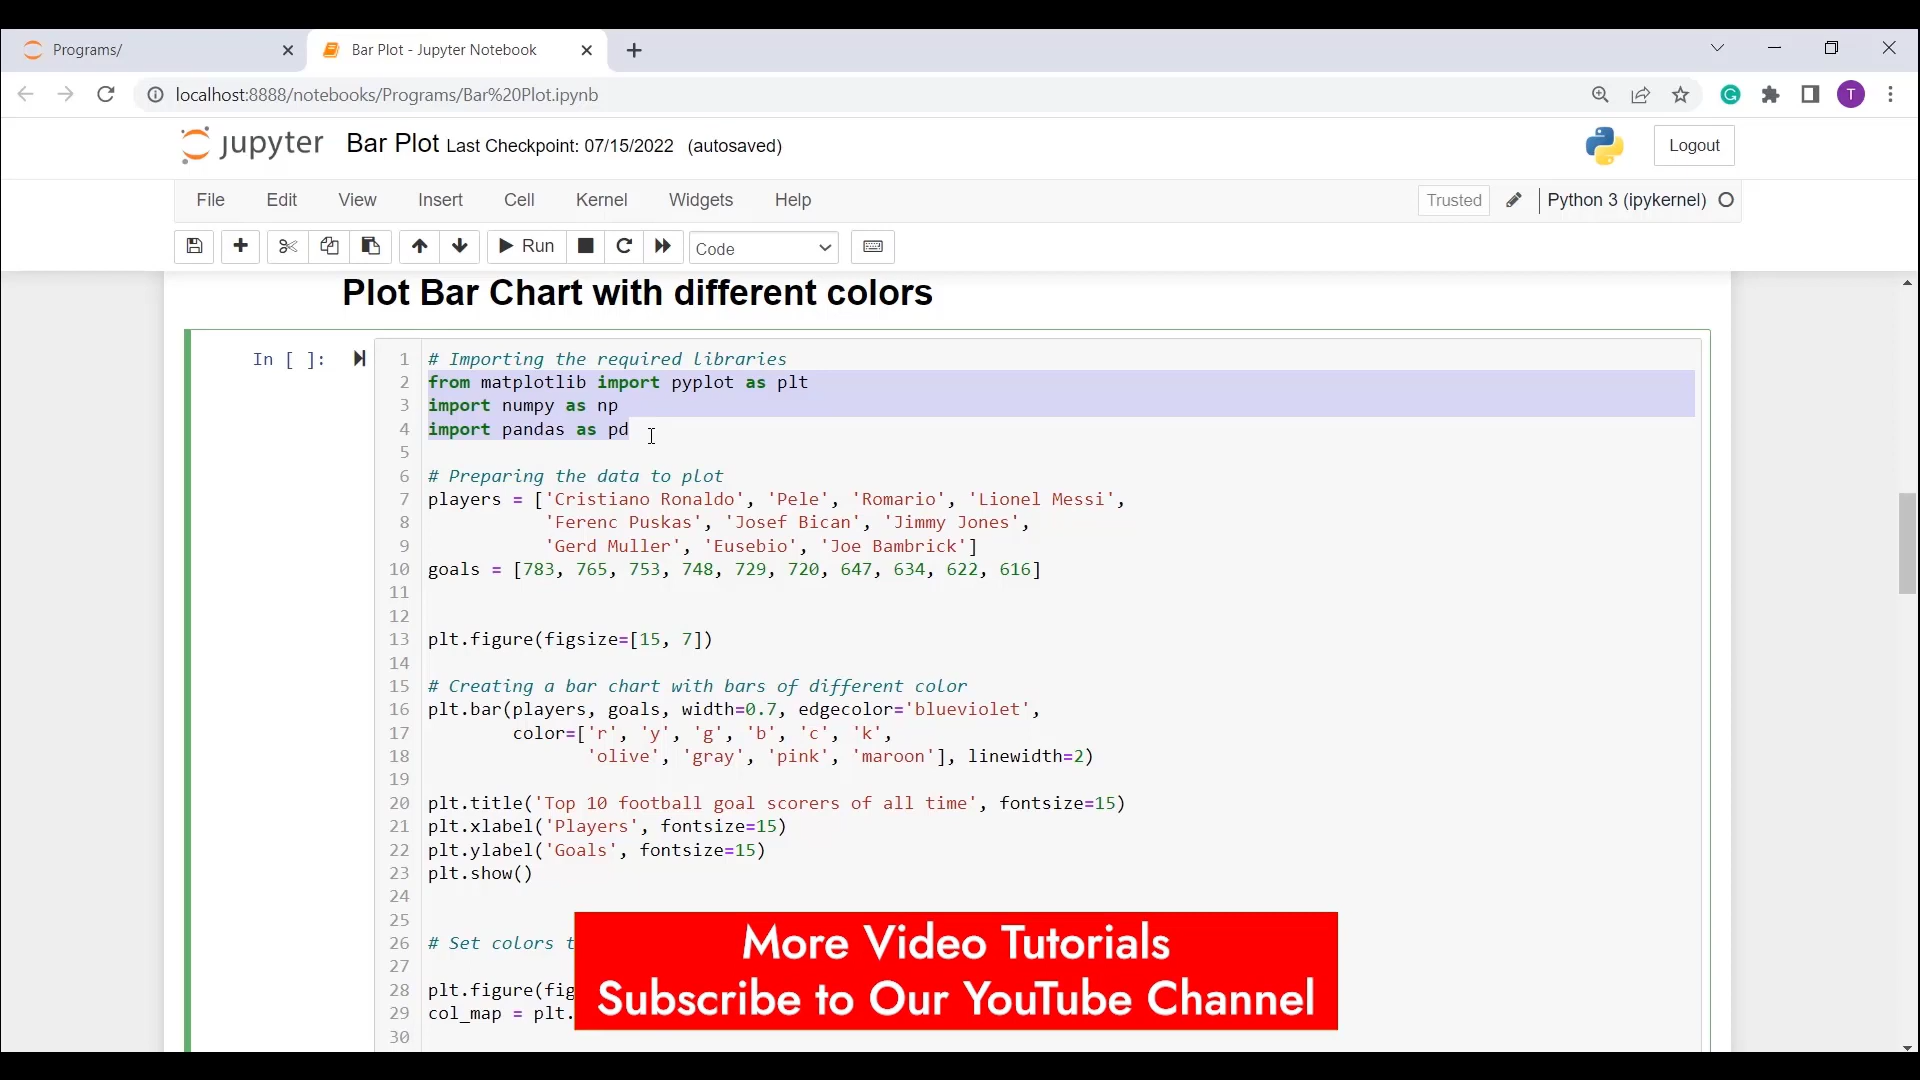 Programs/
Bar Plot - Jupyter Notebook
localhost:8888/notebooks/Programs/Bar%20Plot.ipynb
T
jupyter Bar Plot Last Checkpoint: 07/15/2022 (autosaved)
Logout
File Edit View Insert Cell Kernel Widgets Help
Trusted Python 3 (ipykernel)
Run Code
Plot Bar Chart with different colors
In [ ]:
1 # Importing the required libraries
2 from matplotlib import pyplot as plt
3 import numpy as np
4 import pandas as pd
5
6 # Preparing the data to plot
7 players = ['Cristiano Ronaldo', 'Pele', 'Romario', 'Lionel Messi',
8 'Ferenc Puskas', 'Josef Bican', 'Jimmy Jones',
9 'Gerd Muller', 'Eusebio', 'Joe Bambrick']
10 goals = [783, 765, 753, 748, 729, 720, 647, 634, 622, 616]
11
12
13 plt.figure(figsize=[15, 7])
14
15 # Creating a bar chart with bars of different color
16 plt.bar(players, goals, width=0.7, edgecolor='blueviolet',
17 color=['r', 'y', 'g', 'b', 'c', 'k',
18 'olive', 'gray', 'pink', 'maroon'], linewidth=2)
19
20 plt.title('Top 10 football goal scorers of all time', fontsize=15)
21 plt.xlabel('Players', fontsize=15)
22 plt.ylabel('Goals', fontsize=15)
23 plt.show()
24
25
26 # Set colors t
27
28 plt.figure(fig
29 col_map = plt.
30
More Video Tutorials
Subscribe to Our YouTube Channel